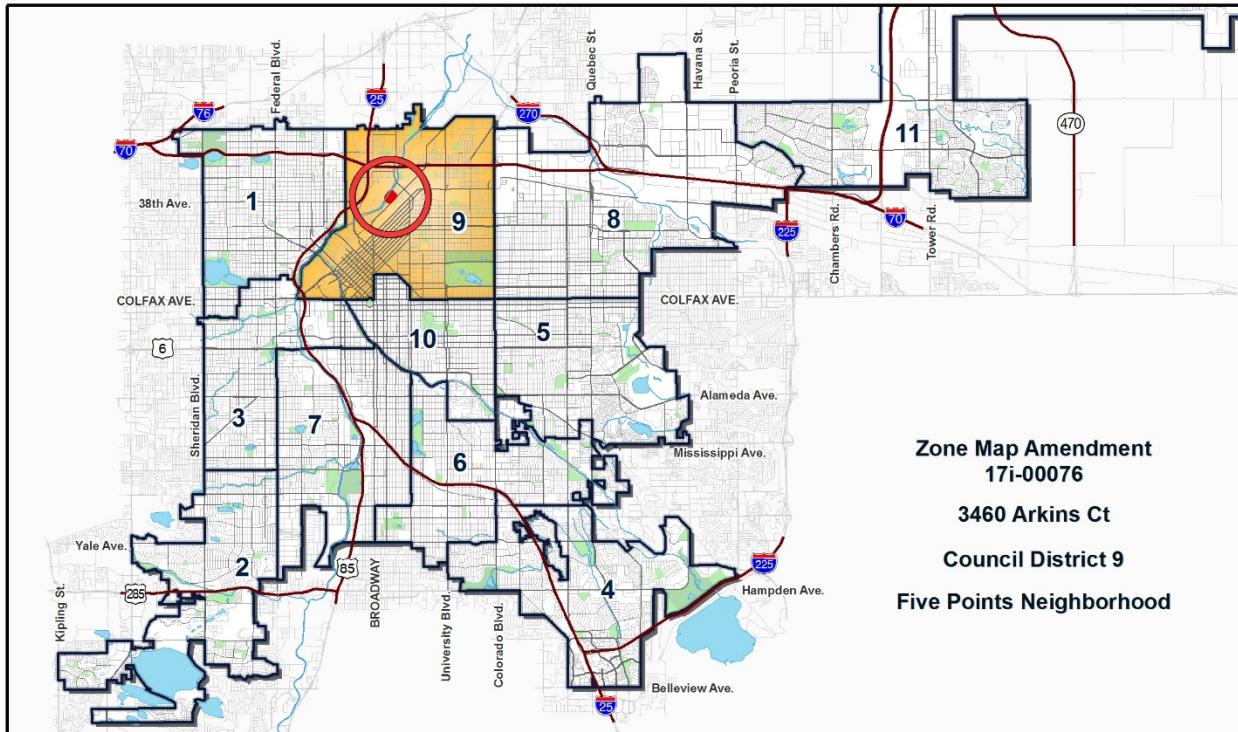 Federal Blvd.
Quebec St.
Havana St.
Peoria St.
76
25
270
70
470
11
38th Ave.
1
9
8
225
Chambers Rd.
70
Tower Rd.
COLFAX AVE.
COLFAX AVE.
6
10
5
Sheridan Blvd.
3
7
Alameda Ave.
Mississippi Ave.
6
Zone Map Amendment
17i-00076
3460 Arkins Ct
Council District 9
Five Points Neighborhood
Yale Ave.
2
85
225
285
4
Hampden Ave.
Kipling St.
BROADWAY
University Blvd.
Colorado Blvd.
Belleview Ave.
25